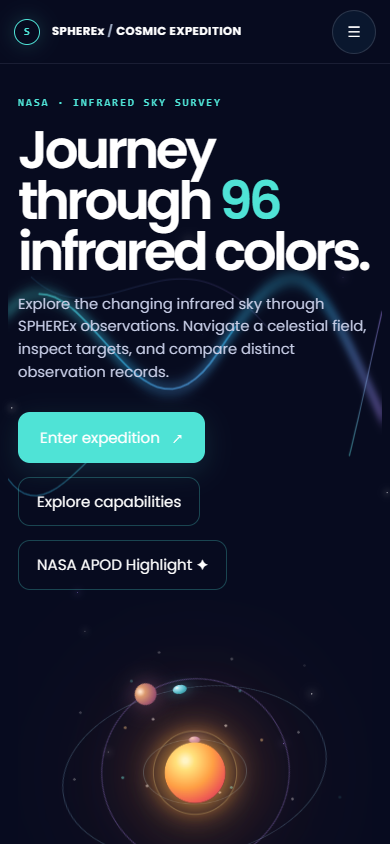 S SPHEREx / COSMIC EXPEDITION ☰
NASA · INFRARED SKY SURVEY
Journey
through 96
infrared colors.
Explore the changing infrared sky through
SPHEREx observations. Navigate a celestial field,
inspect targets, and compare distinct
observation records.
Enter expedition ↗
Explore capabilities
NASA APOD Highlight ✦